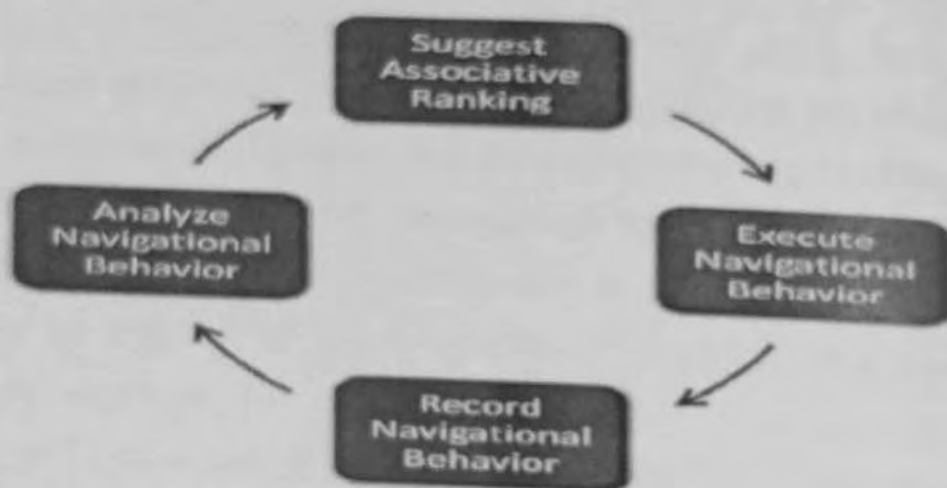 Suggest
Associative
Ranking
Execute
Navigational
Behavior
Record
Navigational
Behavior
Analyze
Navigational
Behavior